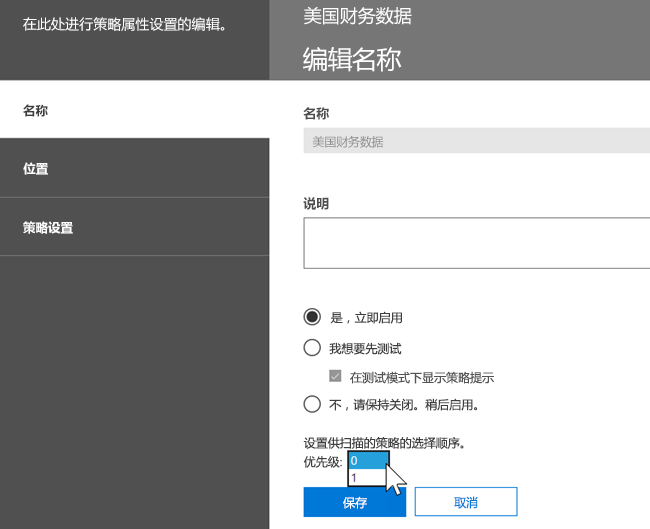 在此处进行策略属性设置的编辑。
名称
位置
策略设置
美国财务数据
编辑名称
名称
美国财务数据
说明
是，立即启用
我想要先测试
在测试模式下显示策略提示
不，请保持关闭。稍后启用。
设置供扫描的策略的选择顺序。
优先级: 0
1
保存 取消